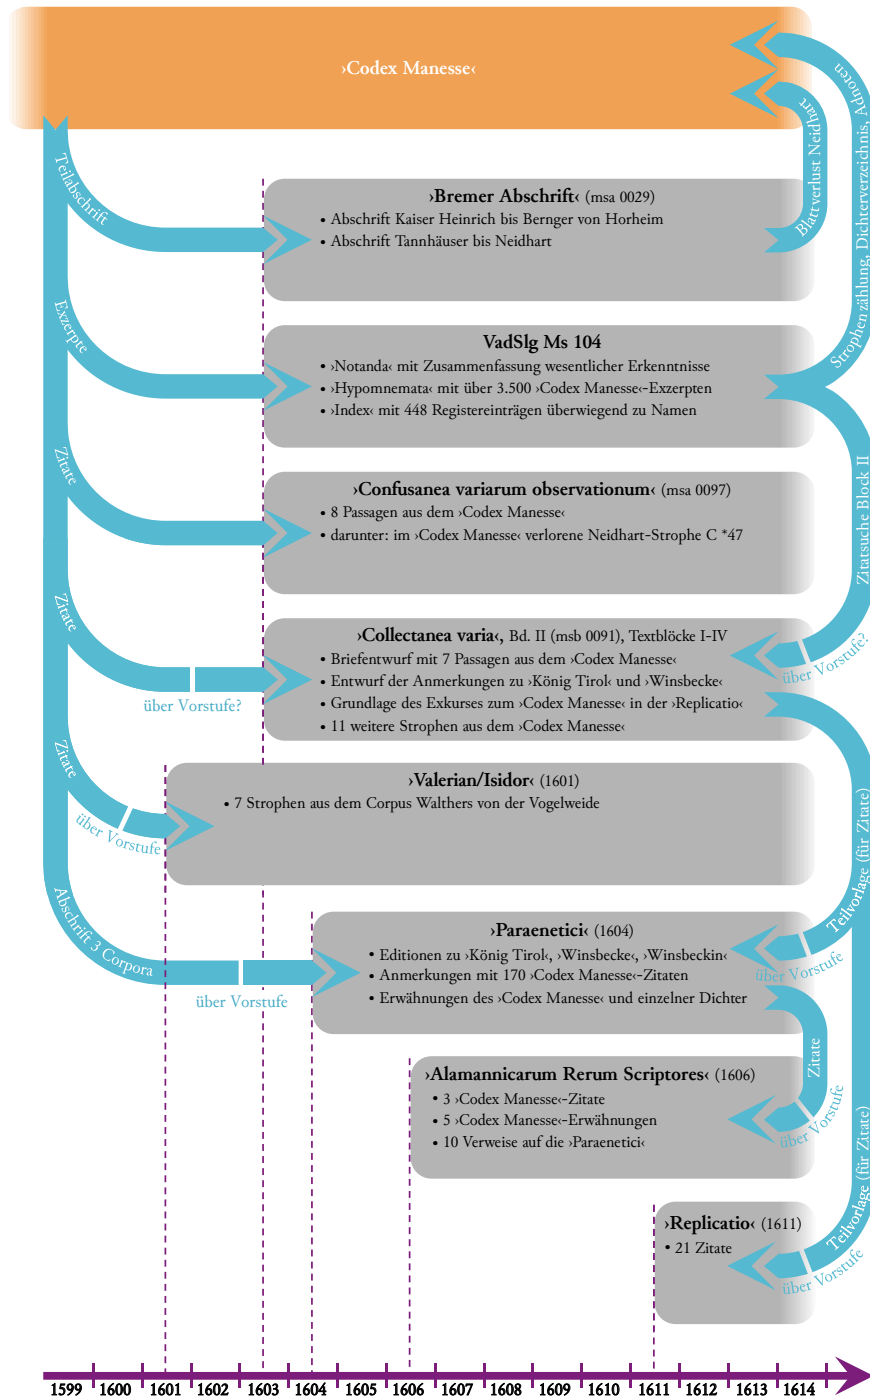 ›Codex Manesse‹
Teilabschrift
Blattverlust Neidhart
Strophenzählung, Dichterverzeichnis, Adnoten
›Bremer Abschrift‹ (msa 0029)
• Abschrift Kaiser Heinrich bis Bernger von Horheim
• Abschrift Tannhäuser bis Neidhart
Exzerpte
VadSlg Ms 104
• ›Notanda‹ mit Zusammenfassung wesentlicher Erkenntnisse
• ›Hypomnemata‹ mit über 3.500 ›Codex Manesse‹-Exzerpten
• ›Index‹ mit 448 Registereinträgen überwiegend zu Namen
Zitate
›Confusanea variarum observationum‹ (msa 0097)
• 8 Passagen aus dem ›Codex Manesse‹
• darunter: im ›Codex Manesse‹ verlorene Neidhart-Strophe C *47
Zitatsuche Block II
über Vorstufe?
Zitate
über Vorstufe?
›Collectanea varia‹, Bd. II (msb 0091), Textblöcke I-IV
• Briefentwurf mit 7 Passagen aus dem ›Codex Manesse‹
• Entwurf der Anmerkungen zu ›König Tirol‹ und ›Winsbecke‹
• Grundlage des Exkurses zum ›Codex Manesse‹ in der ›Replicatio‹
• 11 weitere Strophen aus dem ›Codex Manesse‹
Zitate
über Vorstufe
›Valerian/Isidor‹ (1601)
• 7 Strophen aus dem Corpus Walthers von der Vogelweide
Teilvorlage (für Zitate)
über Vorstufe
Abschrift 3 Corpora
über Vorstufe
›Paraenetici‹ (1604)
• Editionen zu ›König Tirol‹, ›Winsbecke‹, ›Winsbeckin‹
• Anmerkungen mit 170 ›Codex Manesse‹-Zitaten
• Erwähnungen des ›Codex Manesse‹ und einzelner Dichter
Zitate
über Vorstufe
›Alamannicarum Rerum Scriptores‹ (1606)
• 3 ›Codex Manesse‹-Zitate
• 5 ›Codex Manesse‹-Erwähnungen
• 10 Verweise auf die ›Paraenetici‹
Teilvorlage (für Zitate)
über Vorstufe
›Replicatio‹ (1611)
• 21 Zitate
1599 1600 1601 1602 1603 1604 1605 1606 1607 1608 1609 1610 1611 1612 1613 1614